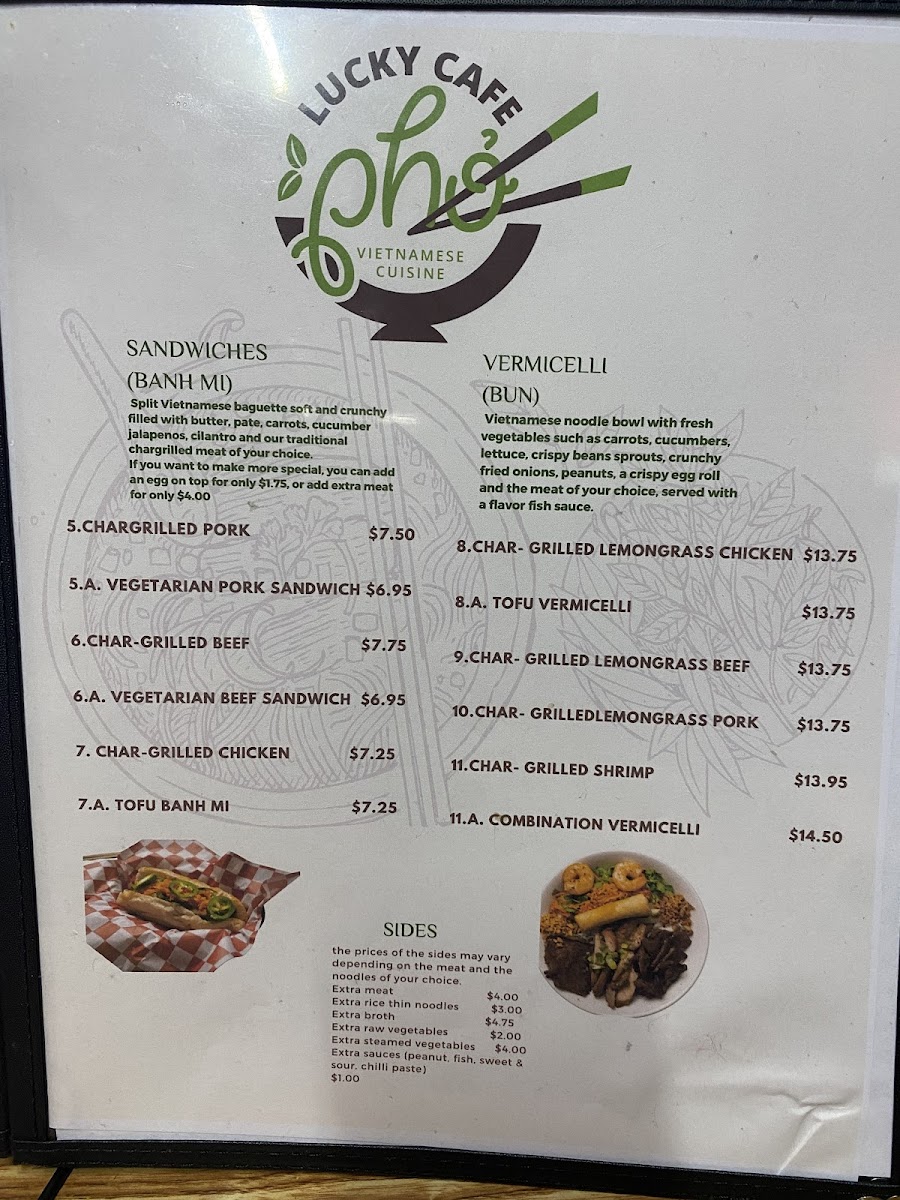 LUCKY CAFE
phở
VIETNAMESE
CUISINE
SANDWICHES
(BANH MI)
Split Vietnamese baguette soft and crunchy
filled with butter, pate, carrots, cucumber
jalapenos, cilantro and our traditional
chargrilled meat of your choice.
If you want to make more special, you can add
an egg on top for only $1.75, or add extra meat
for only $4.00
5.CHARGRILLED PORK $7.50
5.A. VEGETARIAN PORK SANDWICH $6.95
6.CHAR-GRILLED BEEF $7.75
6.A. VEGETARIAN BEEF SANDWICH $6.95
7. CHAR-GRILLED CHICKEN $7.25
7.A. TOFU BANH MI $7.25
VERMICELLI
(BUN)
Vietnamese noodle bowl with fresh
vegetables such as carrots, cucumbers,
lettuce, crispy beans sprouts, crunchy
fried onions, peanuts, a crispy egg roll
and the meat of your choice, served with
a flavor fish sauce.
8.CHAR- GRILLED LEMONGRASS CHICKEN $13.75
8.A. TOFU VERMICELLI $13.75
9.CHAR- GRILLED LEMONGRASS BEEF $13.75
10.CHAR- GRILLEDLEMONGRASS PORK $13.75
11.CHAR- GRILLED SHRIMP $13.95
11.A. COMBINATION VERMICELLI $14.50
SIDES
the prices of the sides may vary
depending on the meat and the
noodles of your choice.
Extra meat $4.00
Extra rice thin noodles $3.00
Extra broth $4.75
Extra raw vegetables $2.00
Extra steamed vegetables $4.00
Extra sauces (peanut, fish, sweet &
sour, chilli paste)
$1.00